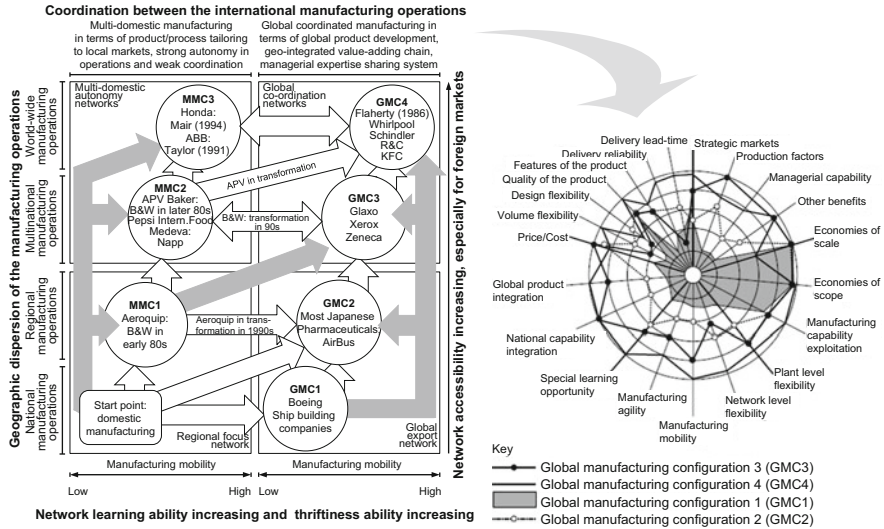 Coordination between the international manufacturing operations
Multi-domestic manufacturing
in terms of product/process tailoring
to local markets, strong autonomy in
operations and weak coordination
Global coordinated manufacturing in
terms of global product development,
geo-integrated value-adding chain,
managerial expertise sharing system
Geographic dispersion of the manufacturing operations
World-wide
manufacturing
operations
Multinational
manufacturing
operations
Regional
manufacturing
operations
National
manufacturing
operations
Multi-domestic
autonomy
networks
MMC3
Honda:
Mair (1994)
ABB:
Taylor (1991)
Global
co-ordination
networks
GMC4
Flaherty (1986)
Whirlpool
Schindler
R&C
KFC
APV in transformation
MMC2
APV Baker:
B&W in later 80s
Pepsi Intern.Food
Medeva:
Napp
B&W: transformation
in 90s
GMC3
Glaxo
Xerox
Zeneca
MMC1
Aeroquip:
B&W in
early 80s
Aeroquip in trans-
formation in 1990s
GMC2
Most Japanese
Pharmaceuticals
AirBus
Start point:
domestic
manufacturing
Regional focus
network
GMC1
Boeing
Ship building
companies
Global
export
network
Network accessibility increasing, especially for foreign markets
Manufacturing mobility
Manufacturing mobility
Low
High
Low
High
Network learning ability increasing and thriftiness ability increasing
Delivery lead-time
Delivery reliability
Features of the product
Quality of the product
Design flexibility
Volume flexibility
Price/Cost
Global product
integration
National capability
integration
Special learning
opportunity
Manufacturing
agility
Manufacturing
mobility
Network level
flexibility
Plant level
flexibility
Manufacturing
capability
exploitation
Economies of
scope
Economies of
scale
Other benefits
Managerial capability
Production factors
Strategic markets
Key
Global manufacturing configuration 3 (GMC3)
Global manufacturing configuration 4 (GMC4)
Global manufacturing configuration 1 (GMC1)
Global manufacturing configuration 2 (GMC2)